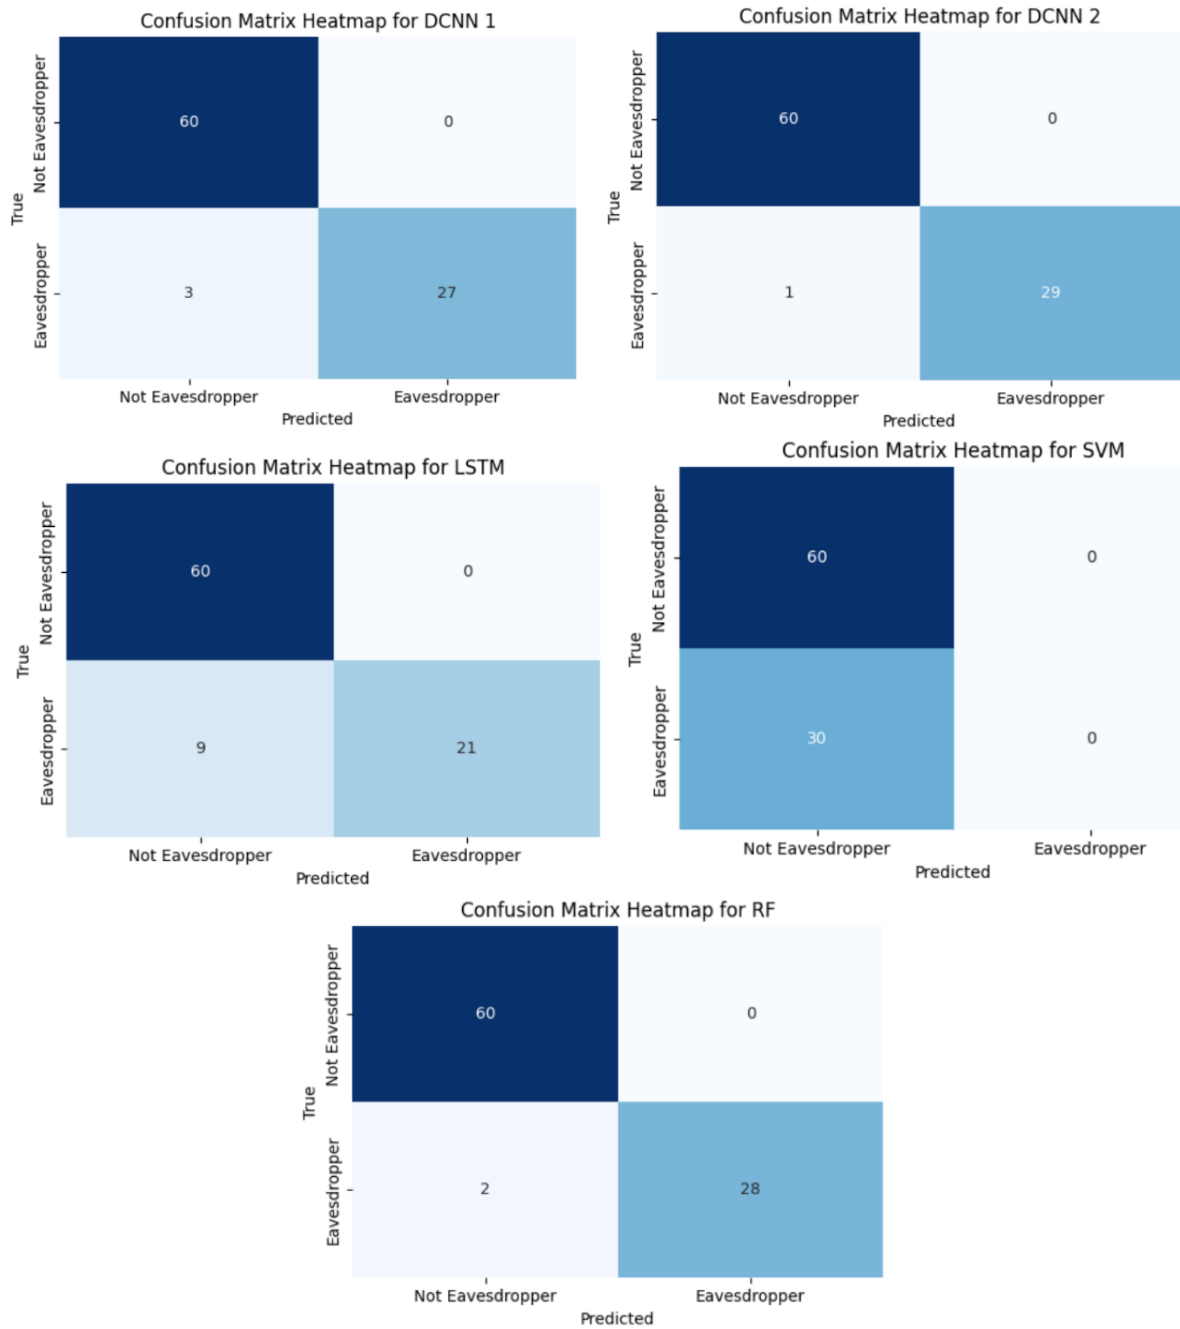 Confusion Matrix Heatmap for DCNN 1
Not Eavesdropper
60
0
True
Eavesdropper
3
27
Not Eavesdropper
Eavesdropper
Predicted
Confusion Matrix Heatmap for DCNN 2
Not Eavesdropper
60
0
True
Eavesdropper
1
29
Not Eavesdropper
Eavesdropper
Predicted
Confusion Matrix Heatmap for LSTM
Not Eavesdropper
60
0
True
Eavesdropper
9
21
Not Eavesdropper
Eavesdropper
Predicted
Confusion Matrix Heatmap for SVM
Not Eavesdropper
60
0
True
Eavesdropper
30
0
Not Eavesdropper
Eavesdropper
Predicted
Confusion Matrix Heatmap for RF
Not Eavesdropper
60
0
True
Eavesdropper
2
28
Not Eavesdropper
Eavesdropper
Predicted